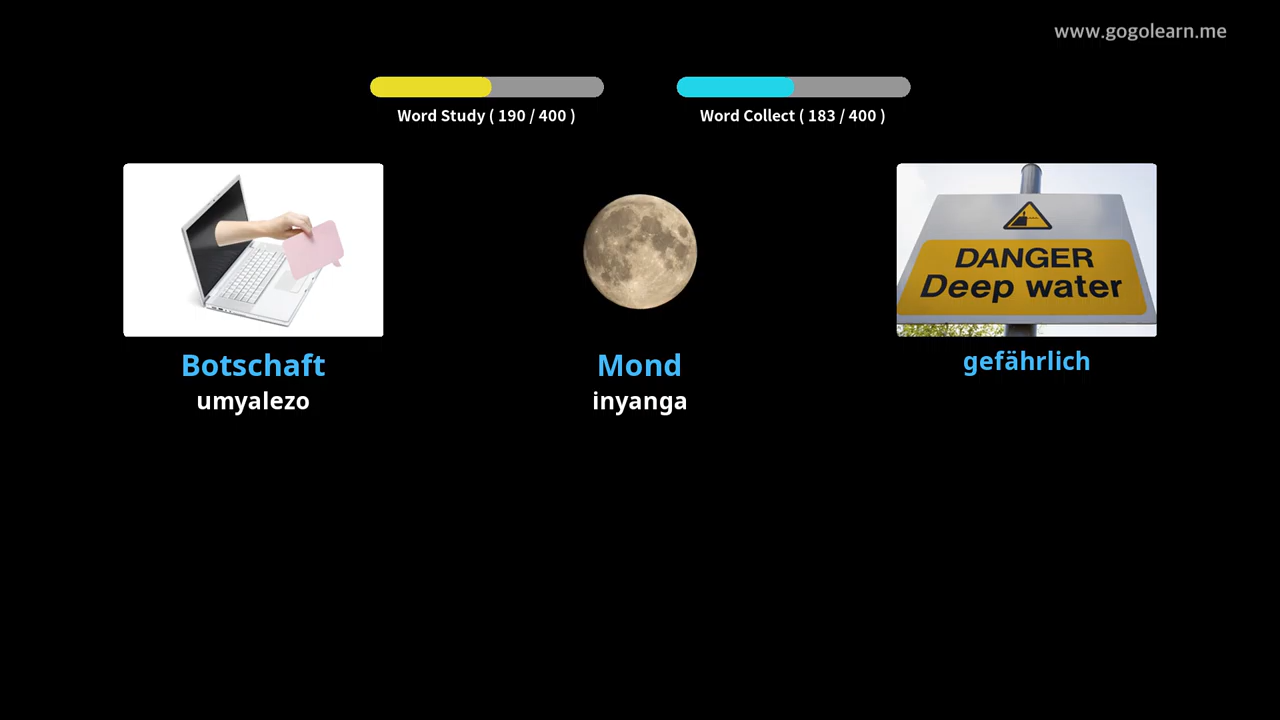 www.gogolearn.me
Word Study ( 190 / 400 )
Word Collect ( 183 / 400 )
DANGER
Deep water
Botschaft
umyalezo
Mond
inyanga
gefährlich